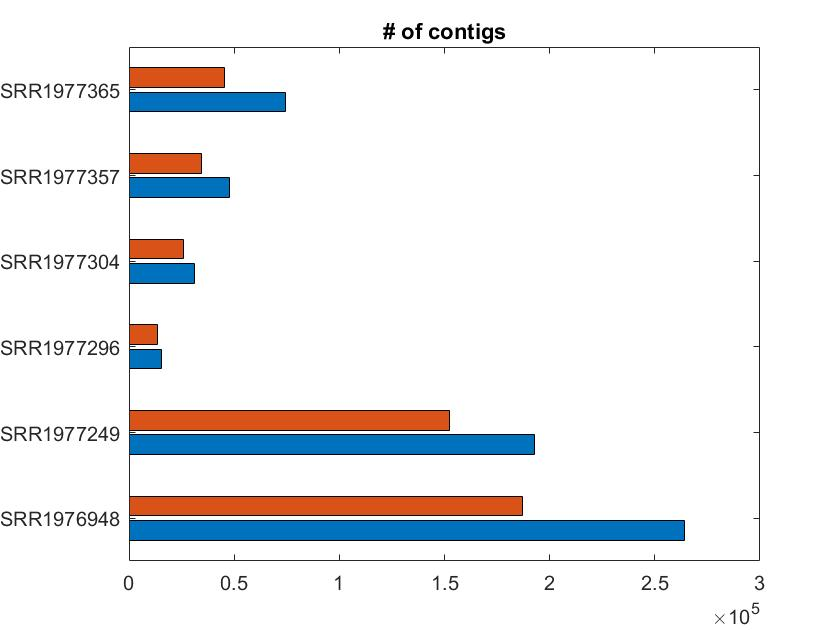 # of contigs
SRR1977365
SRR1977357
SRR1977304
SRR1977296
SRR1977249
SRR1976948
0 0.5 1 1.5 2 2.5 3
×10^5